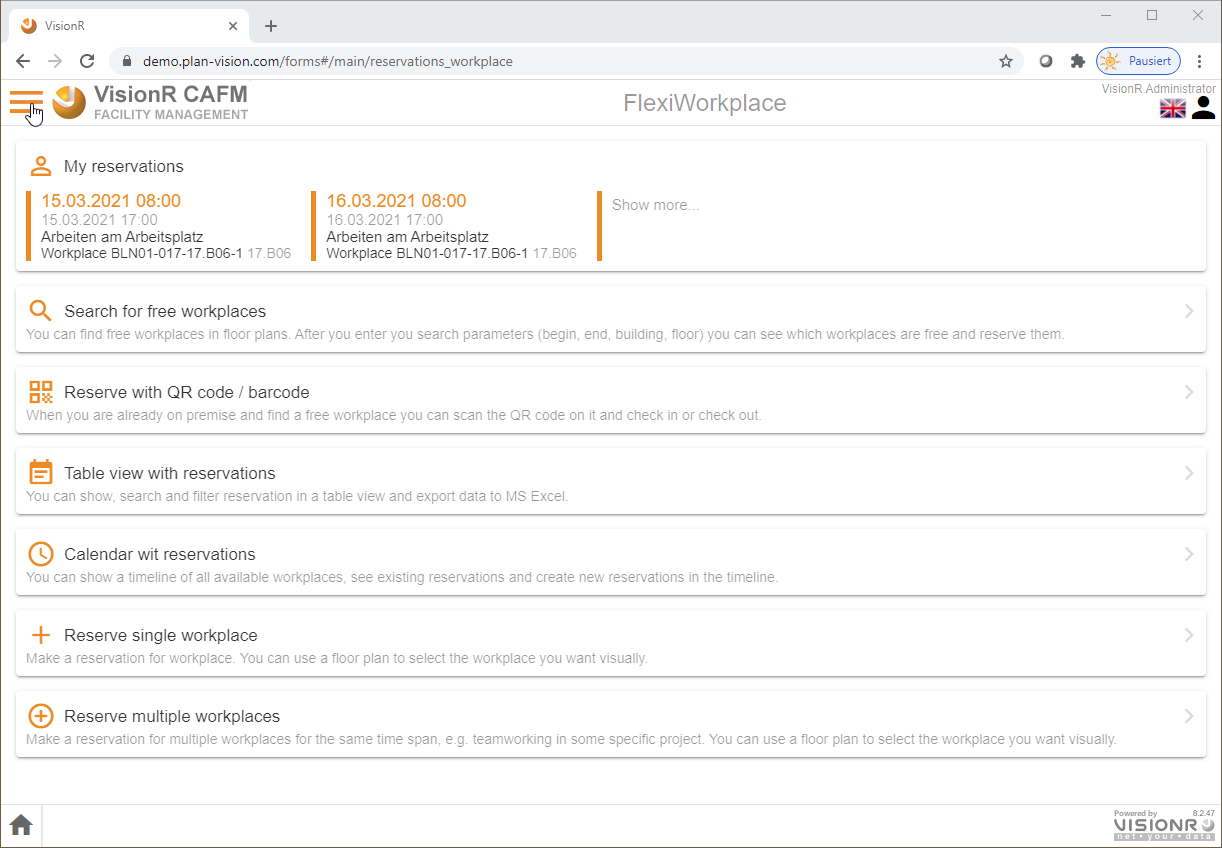 VisionR
demo.plan-vision.com/forms#/main/reservations_workplace
Pausiert
VisionR CAFM
FACILITY MANAGEMENT
FlexiWorkplace
VisionR Administrator
My reservations
15.03.2021 08:00
15.03.2021 17:00
Arbeiten am Arbeitsplatz
Workplace BLN01-017-17.B06-1 17.B06
16.03.2021 08:00
16.03.2021 17:00
Arbeiten am Arbeitsplatz
Workplace BLN01-017-17.B06-1 17.B06
Show more...
Search for free workplaces
You can find free workplaces in floor plans. After you enter you search parameters (begin, end, building, floor) you can see which workplaces are free and reserve them.
Reserve with QR code / barcode
When you are already on premise and find a free workplace you can scan the QR code on it and check in or check out.
Table view with reservations
You can show, search and filter reservation in a table view and export data to MS Excel.
Calendar wit reservations
You can show a timeline of all available workplaces, see existing reservations and create new reservations in the timeline.
Reserve single workplace
Make a reservation for workplace. You can use a floor plan to select the workplace you want visually.
Reserve multiple workplaces
Make a reservation for multiple workplaces for the same time span, e.g. teamworking in some specific project. You can use a floor plan to select the workplace you want visually.
Powered by 8.2.47
VISIONR
net • your • data